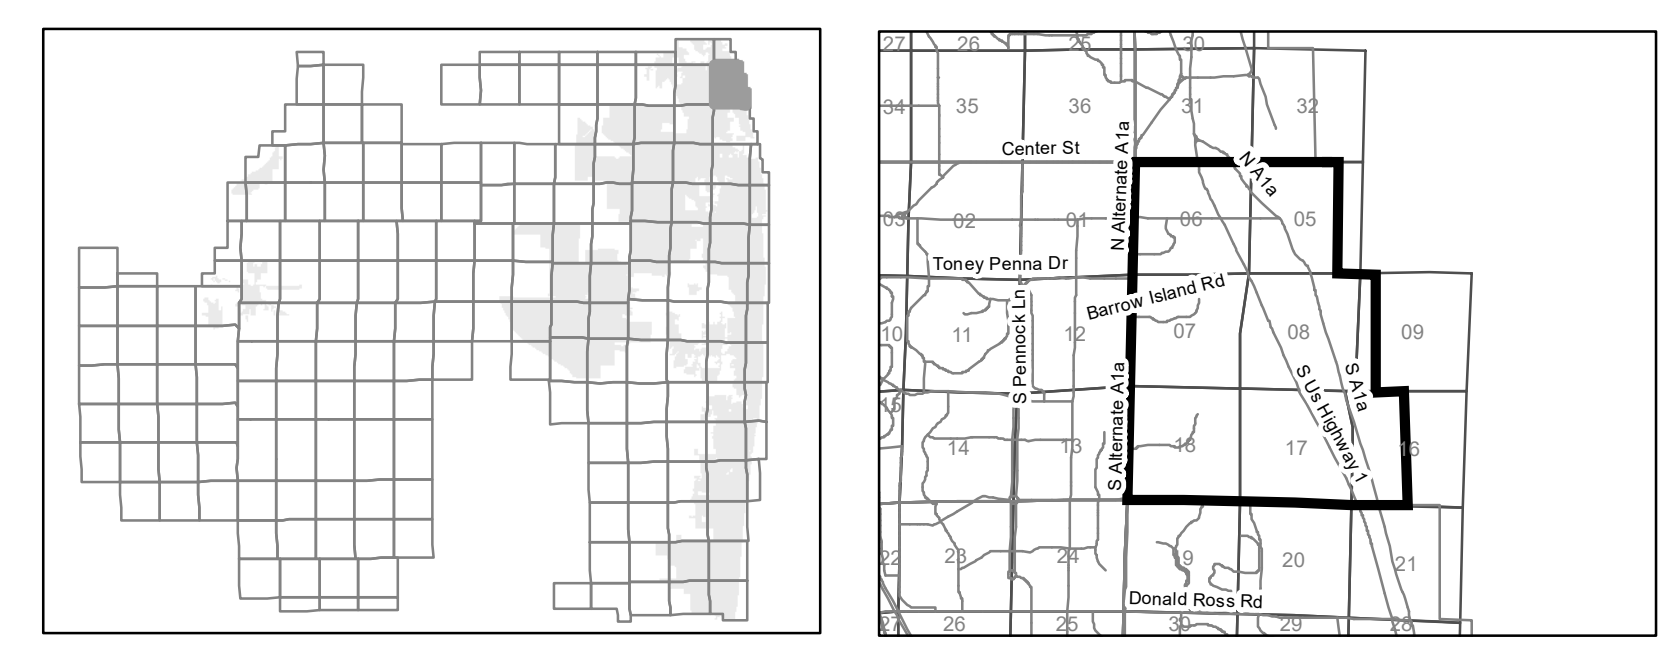 27 26 25 30
34 35 36 31 32
N Alternate A1a
Center St
N A1a
03 02 01 06 05
Toney Penna Dr
Barrow Island Rd
S Pennock Ln
10 11 12 07 08 09
S Alternate A1a
S Us Highway 1
S A1a
15
14 13 18 17 16
22 23 24 9 20 21
Donald Ross Rd
27 26 25 30 29 28